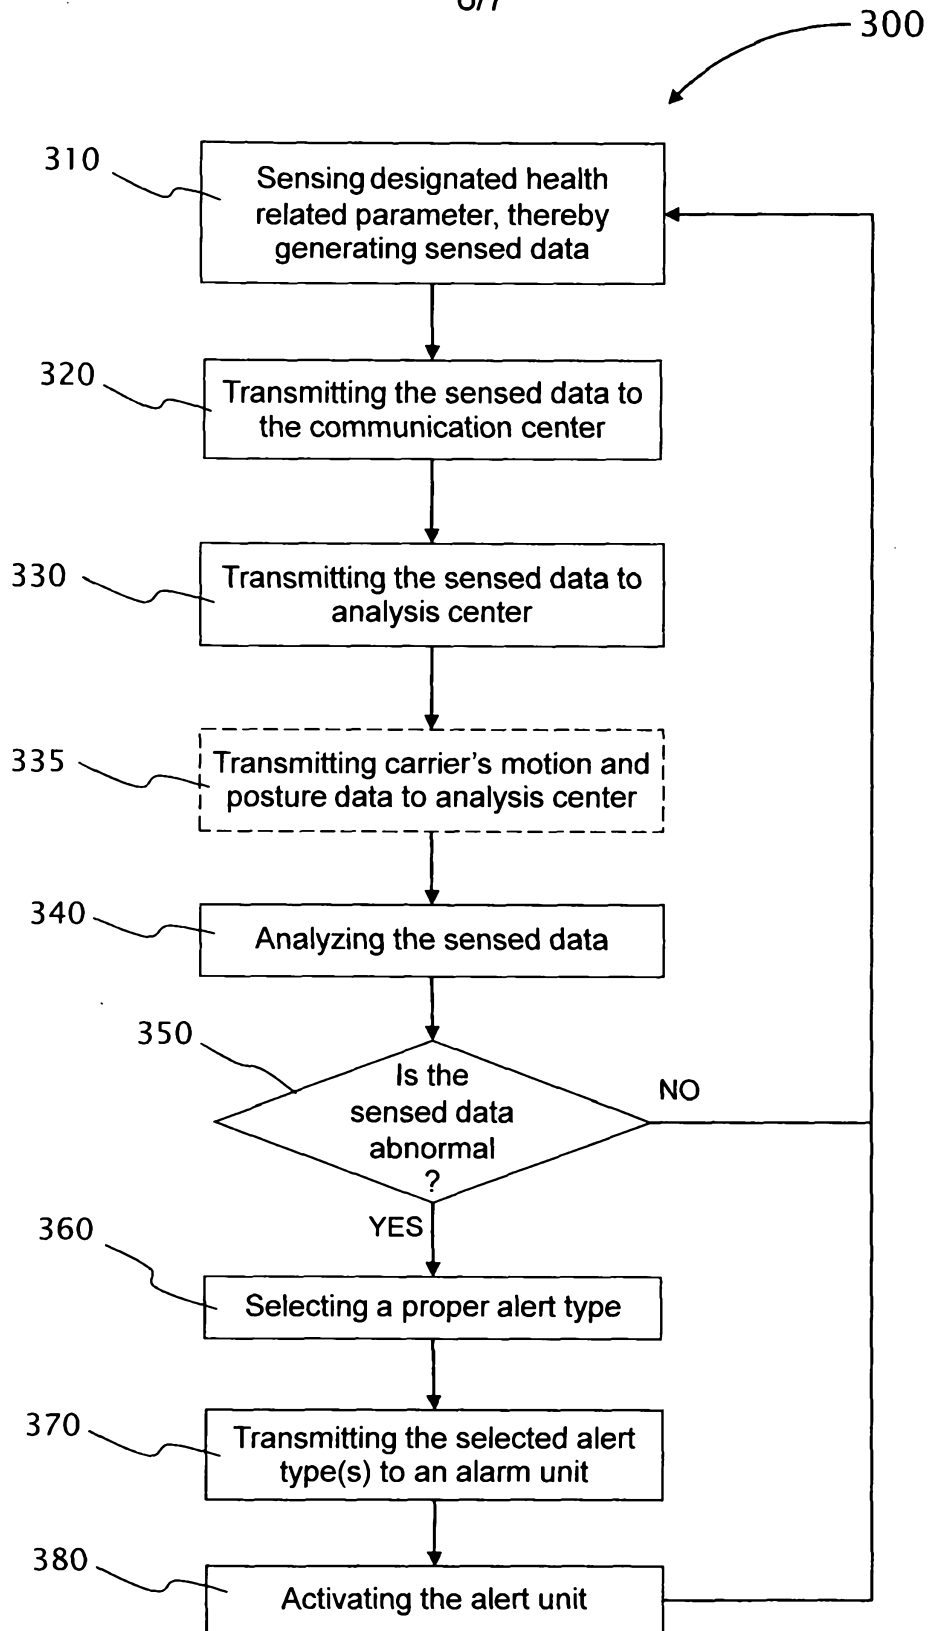 300
310
Sensing designated health
related parameter, thereby
generating sensed data
320
Transmitting the sensed data to
the communication center
330
Transmitting the sensed data to
analysis center
335
Transmitting carrier's motion and
posture data to analysis center
340
Analyzing the sensed data
350
Is the
sensed data
abnormal
?
NO
YES
360
Selecting a proper alert type
370
Transmitting the selected alert
type(s) to an alarm unit
380
Activating the alert unit